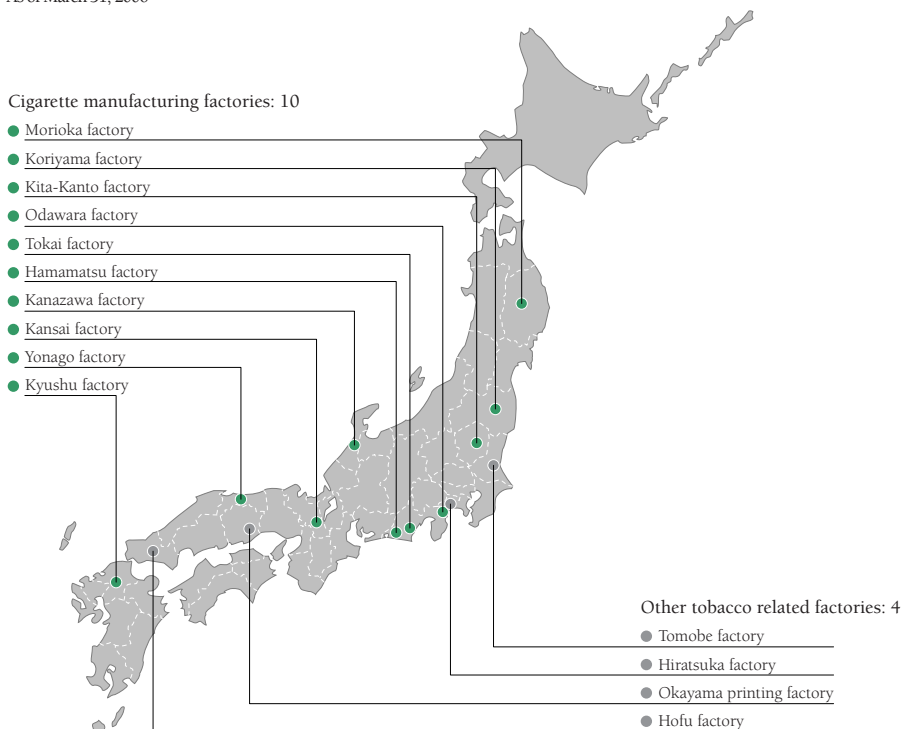 Cigarette manufacturing factories: 10
Morioka factory
Koriyama factory
Kita-Kanto factory
Odawara factory
Tokai factory
Hamamatsu factory
Kanazawa factory
Kansai factory
Yonago factory
Kyushu factory
Other tobacco related factories: 4
Tomobe factory
Hiratsuka factory
Okayama printing factory
Hofu factory